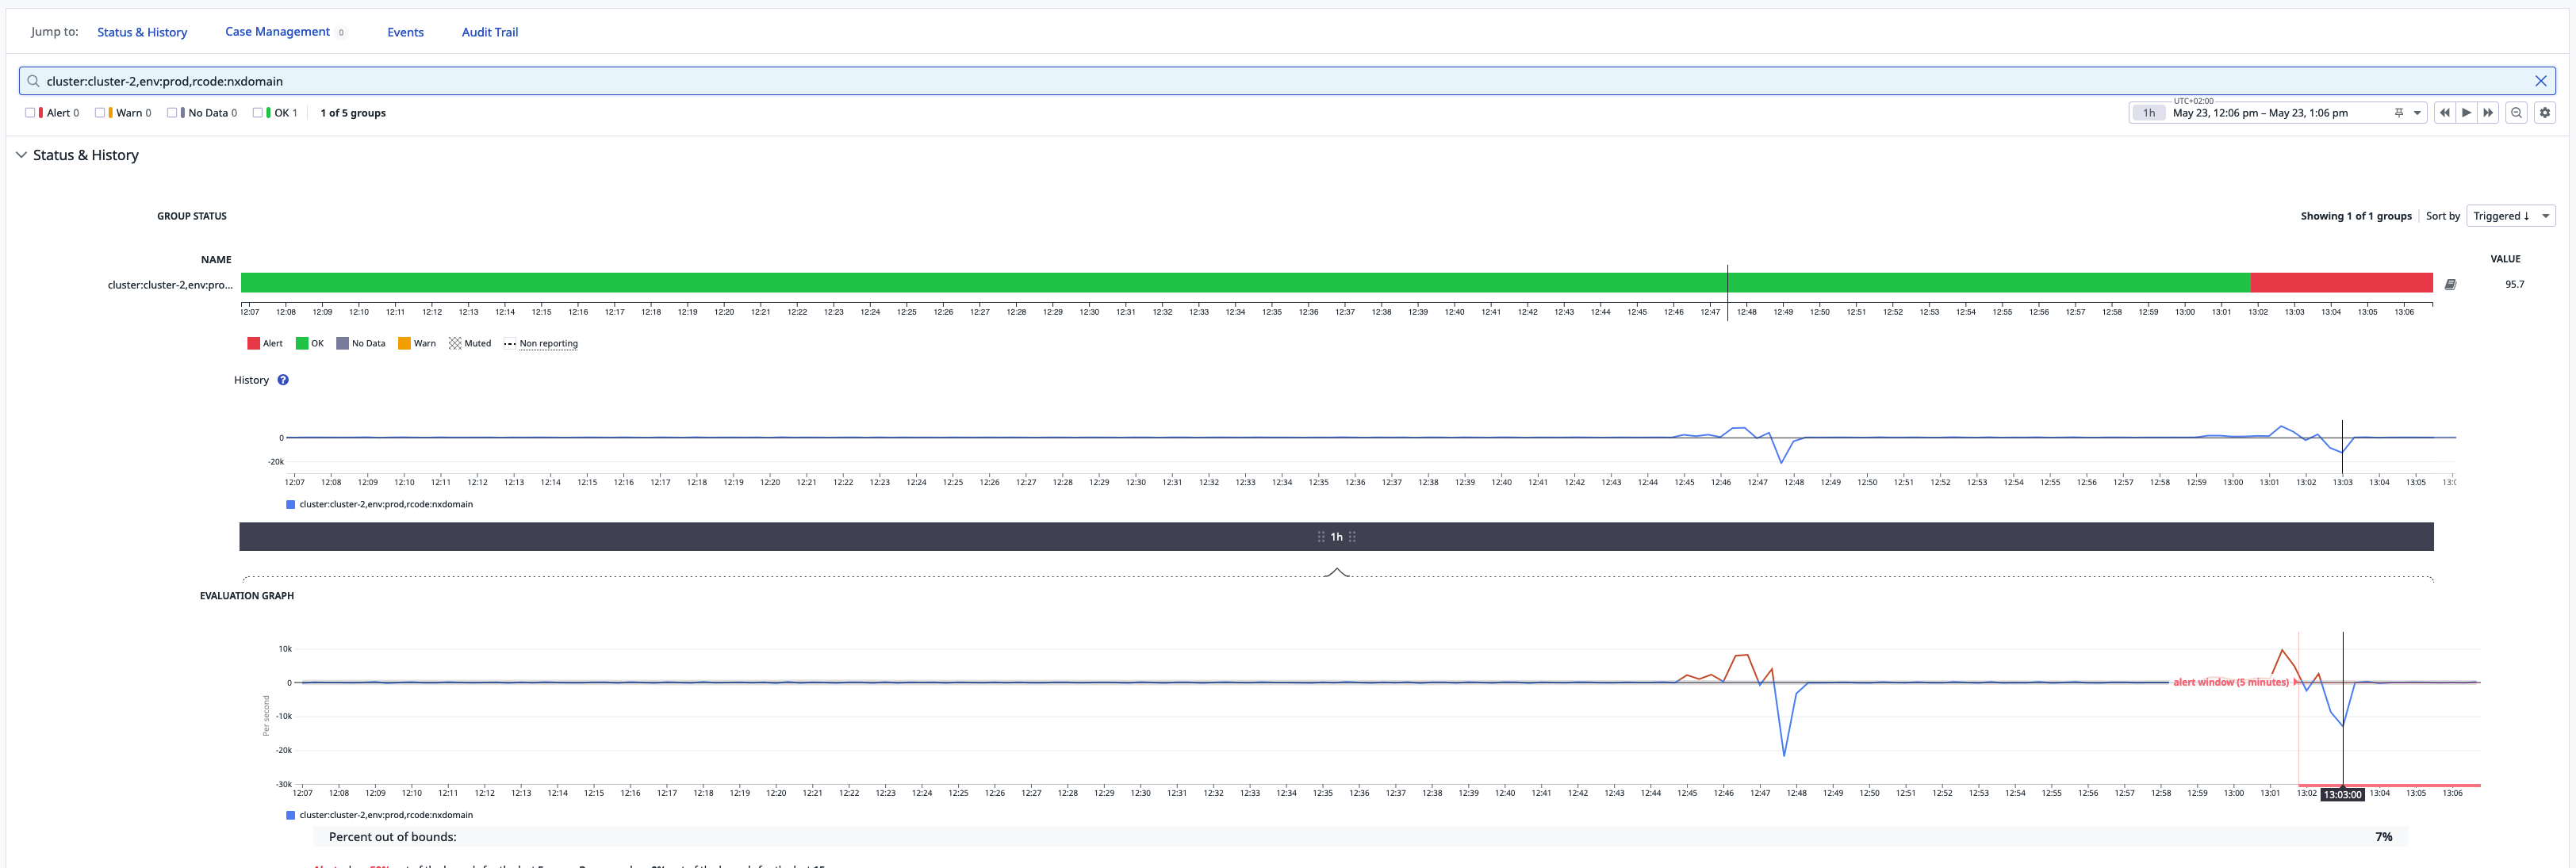 Jump to: Status & History Case Management 0 Events Audit Trail
cluster:cluster-2,env:prod,rcode:nxdomain
Alert 0 Warn 0 No Data 0 OK 1 1 of 5 groups
UTC+02:00
1h May 23, 12:06 pm – May 23, 1:06 pm
Status & History
GROUP STATUS
Showing 1 of 1 groups Sort by Triggered ↓
NAME
VALUE
cluster:cluster-2,env:pro...
95.7
12:07 12:08 12:09 12:10 12:11 12:12 12:13 12:14 12:15 12:16 12:17 12:18 12:19 12:20 12:21 12:22 12:23 12:24 12:25 12:26 12:27 12:28 12:29 12:30 12:31 12:32 12:33 12:34 12:35 12:36 12:37 12:38 12:39 12:40 12:41 12:42 12:43 12:44 12:45 12:46 12:47 12:48 12:49 12:50 12:51 12:52 12:53 12:54 12:55 12:56 12:57 12:58 12:59 13:00 13:01 13:02 13:03 13:04 13:05 13:06
Alert OK No Data Warn Muted Non reporting
History ?
0
-20k
12:07 12:08 12:09 12:10 12:11 12:12 12:13 12:14 12:15 12:16 12:17 12:18 12:19 12:20 12:21 12:22 12:23 12:24 12:25 12:26 12:27 12:28 12:29 12:30 12:31 12:32 12:33 12:34 12:35 12:36 12:37 12:38 12:39 12:40 12:41 12:42 12:43 12:44 12:45 12:46 12:47 12:48 12:49 12:50 12:51 12:52 12:53 12:54 12:55 12:56 12:57 12:58 12:59 13:00 13:01 13:02 13:03 13:04 13:05
cluster:cluster-2,env:prod,rcode:nxdomain
1h
EVALUATION GRAPH
Per second
10k
0
alert window (5 minutes)
-10k
-20k
-30k
12:07 12:08 12:09 12:10 12:11 12:12 12:13 12:14 12:15 12:16 12:17 12:18 12:19 12:20 12:21 12:22 12:23 12:24 12:25 12:26 12:27 12:28 12:29 12:30 12:31 12:32 12:33 12:34 12:35 12:36 12:37 12:38 12:39 12:40 12:41 12:42 12:43 12:44 12:45 12:46 12:47 12:48 12:49 12:50 12:51 12:52 12:53 12:54 12:55 12:56 12:57 12:58 12:59 13:00 13:01 13:02 13:03:00 13:04 13:05 13:06
cluster:cluster-2,env:prod,rcode:nxdomain
Percent out of bounds: 7%